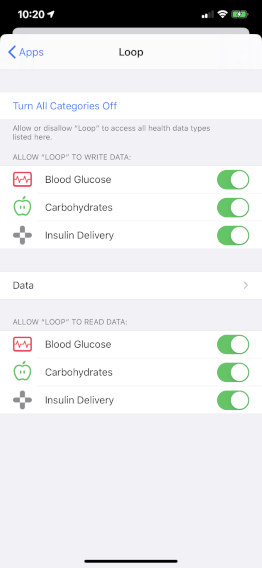 10:20
Apps
Loop
Turn All Categories Off
Allow or disallow "Loop" to access all health data types
listed here.
ALLOW "LOOP" TO WRITE DATA:
Blood Glucose
Carbohydrates
Insulin Delivery
Data
ALLOW "LOOP" TO READ DATA:
Blood Glucose
Carbohydrates
Insulin Delivery